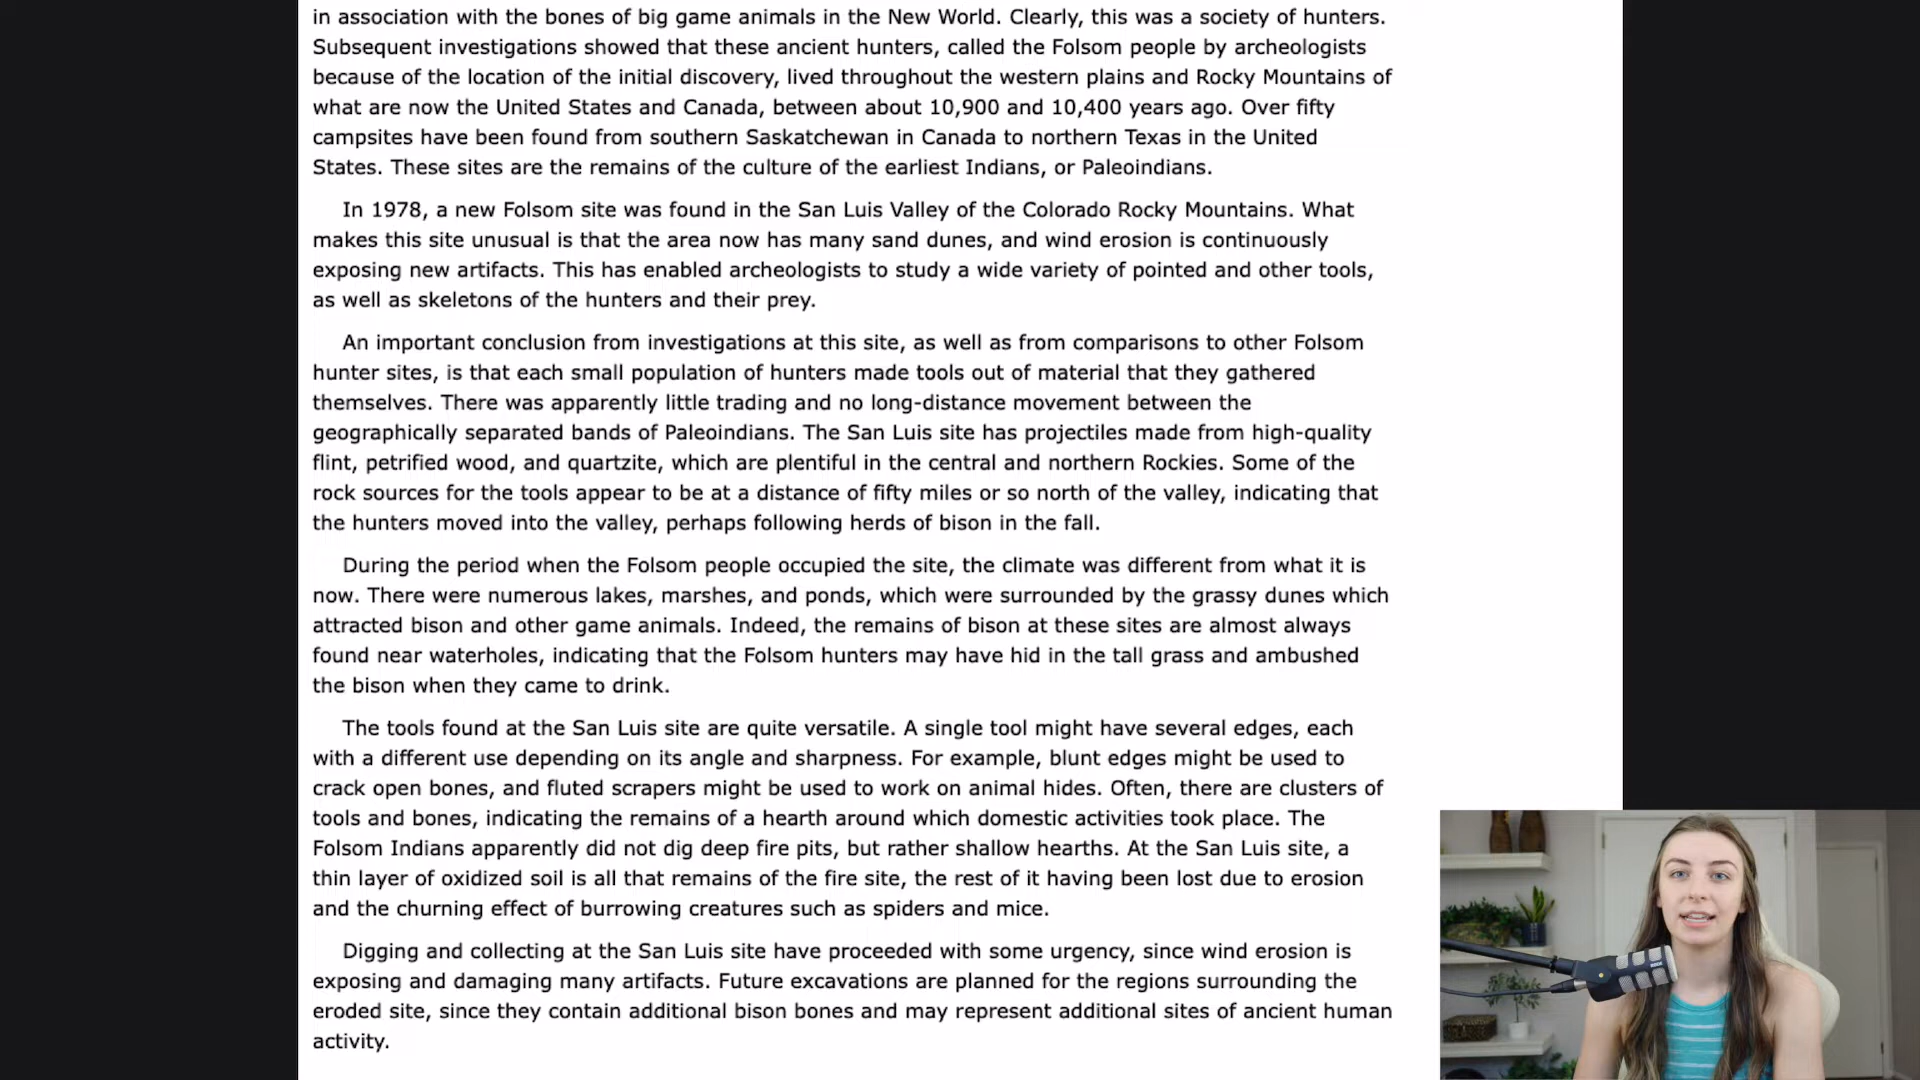 in association with the bones of big game animals in the New World. Clearly, this was a society of hunters.
Subsequent investigations showed that these ancient hunters, called the Folsom people by archeologists
because of the location of the initial discovery, lived throughout the western plains and Rocky Mountains of
what are now the United States and Canada, between about 10,900 and 10,400 years ago. Over fifty
campsites have been found from southern Saskatchewan in Canada to northern Texas in the United
States. These sites are the remains of the culture of the earliest Indians, or Paleoindians.
In 1978, a new Folsom site was found in the San Luis Valley of the Colorado Rocky Mountains. What
makes this site unusual is that the area now has many sand dunes, and wind erosion is continuously
exposing new artifacts. This has enabled archeologists to study a wide variety of pointed and other tools,
as well as skeletons of the hunters and their prey.
An important conclusion from investigations at this site, as well as from comparisons to other Folsom
hunter sites, is that each small population of hunters made tools out of material that they gathered
themselves. There was apparently little trading and no long-distance movement between the
geographically separated bands of Paleoindians. The San Luis site has projectiles made from high-quality
flint, petrified wood, and quartzite, which are plentiful in the central and northern Rockies. Some of the
rock sources for the tools appear to be at a distance of fifty miles or so north of the valley, indicating that
the hunters moved into the valley, perhaps following herds of bison in the fall.
During the period when the Folsom people occupied the site, the climate was different from what it is
now. There were numerous lakes, marshes, and ponds, which were surrounded by the grassy dunes which
attracted bison and other game animals. Indeed, the remains of bison at these sites are almost always
found near waterholes, indicating that the Folsom hunters may have hid in the tall grass and ambushed
the bison when they came to drink.
The tools found at the San Luis site are quite versatile. A single tool might have several edges, each
with a different use depending on its angle and sharpness. For example, blunt edges might be used to
crack open bones, and fluted scrapers might be used to work on animal hides. Often, there are clusters of
tools and bones, indicating the remains of a hearth around which domestic activities took place. The
Folsom Indians apparently did not dig deep fire pits, but rather shallow hearths. At the San Luis site, a
thin layer of oxidized soil is all that remains of the fire site, the rest of it having been lost due to erosion
and the churning effect of burrowing creatures such as spiders and mice.
Digging and collecting at the San Luis site have proceeded with some urgency, since wind erosion is
exposing and damaging many artifacts. Future excavations are planned for the regions surrounding the
eroded site, since they contain additional bison bones and may represent additional sites of ancient human
activity.